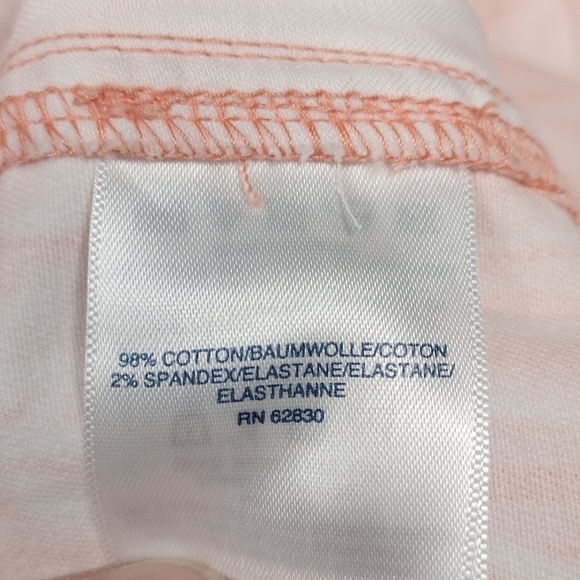 98% COTTON/BAUMWOLLE/COTON
2% SPANDEX/ELASTANE/ELASTANE/
ELASTHANNE
RN 62830